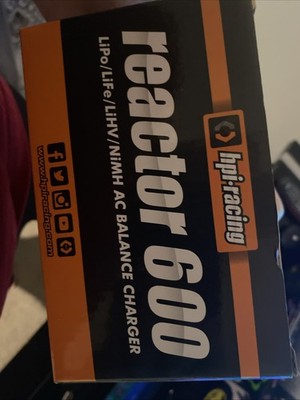 hpi·racing
reactor 600
LiPo/LiFe/LiHV/NiMH AC BALANCE CHARGER
www.hpiracing.com